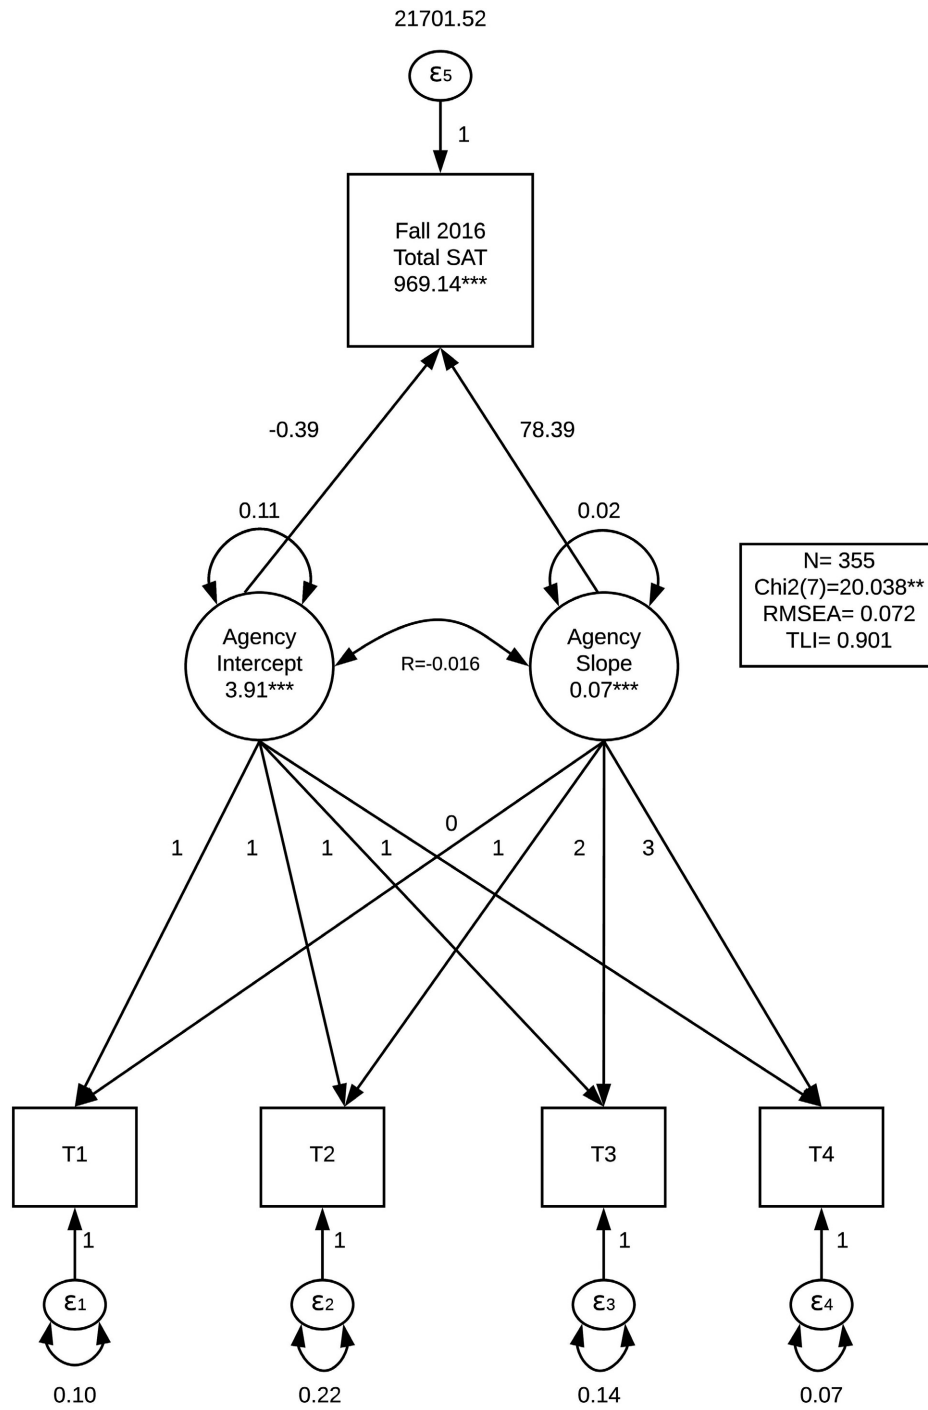 21701.52
ε5
1
Fall 2016
Total SAT
969.14***
-0.39
78.39
0.11
0.02
Agency
Intercept
3.91***
R=-0.016
Agency
Slope
0.07***
N= 355
Chi2(7)=20.038**
RMSEA= 0.072
TLI= 0.901
0
1 1 1 1 1 2 3
T1 T2 T3 T4
1 1 1 1
ε1 ε2 ε3 ε4
0.10 0.22 0.14 0.07